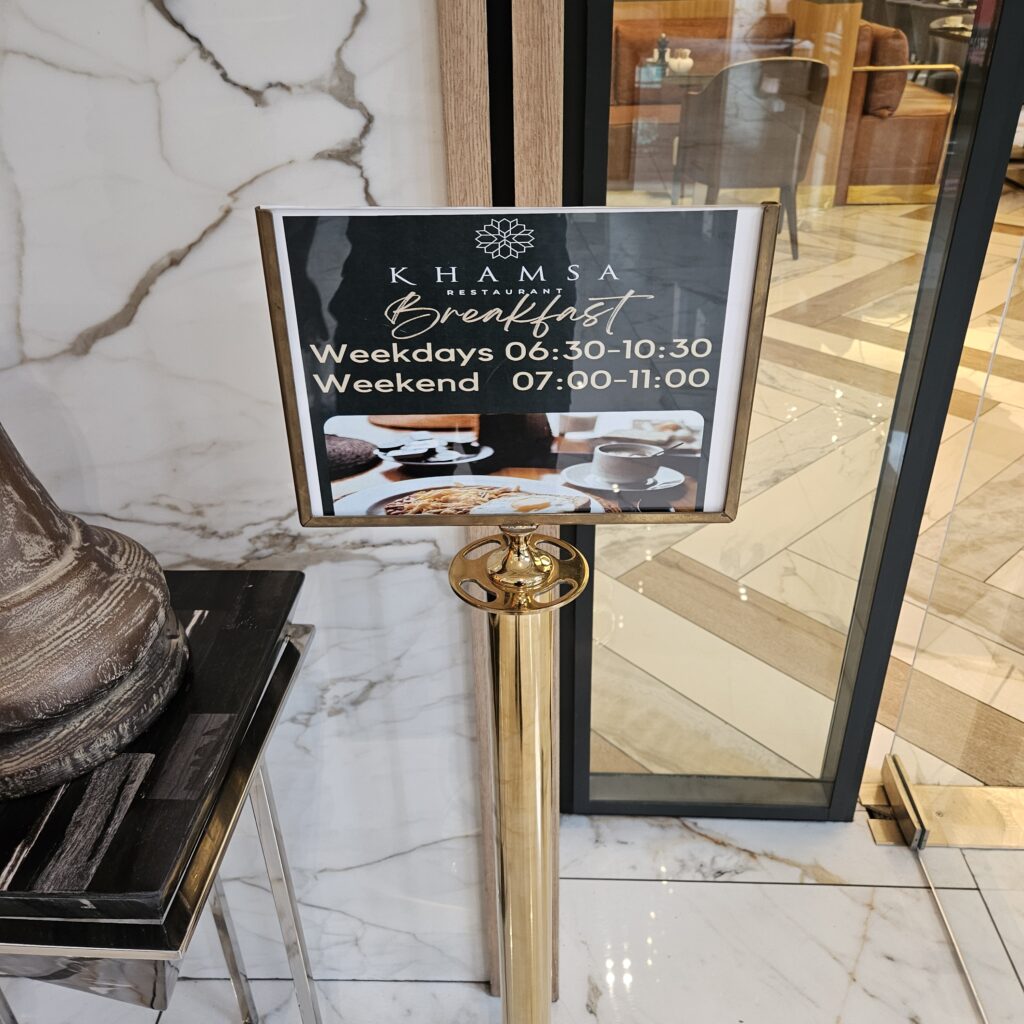 KHAMSA
RESTAURANT
Breakfast
Weekdays 06:30-10:30
Weekend 07:00-11:00